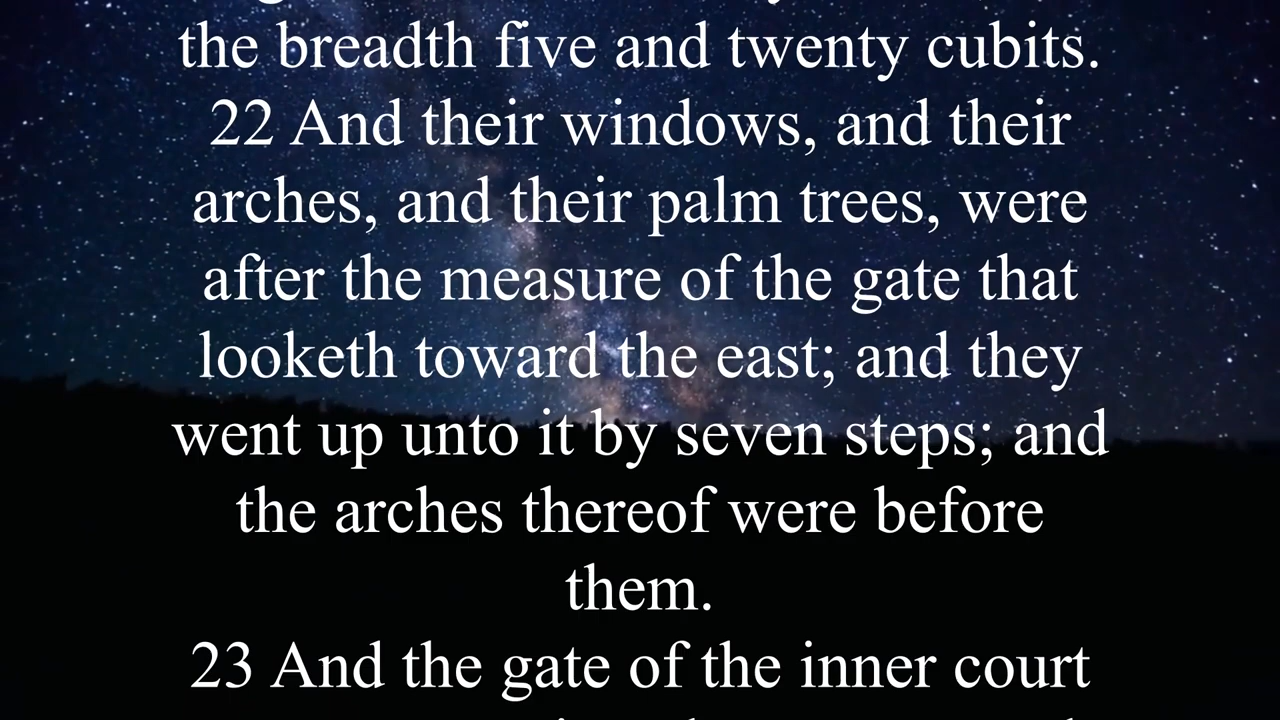 the breadth five and twenty cubits.
22 And their windows, and their
arches, and their palm trees, were
after the measure of the gate that
looketh toward the east; and they
went up unto it by seven steps; and
the arches thereof were before
them.
23 And the gate of the inner court